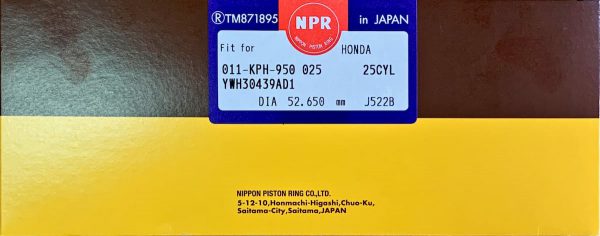 ®TM871895 NPR in JAPAN
NIPPON PISTON RING
Fit for HONDA
011-KPH-950 025 25CYL
YWH30439AD1
DIA 52.650 mm J522B
NIPPON PISTON RING CO.,LTD.
5-12-10,Honmachi-Higashi,Chuo-Ku,
Saitama-City,Saitama,JAPAN